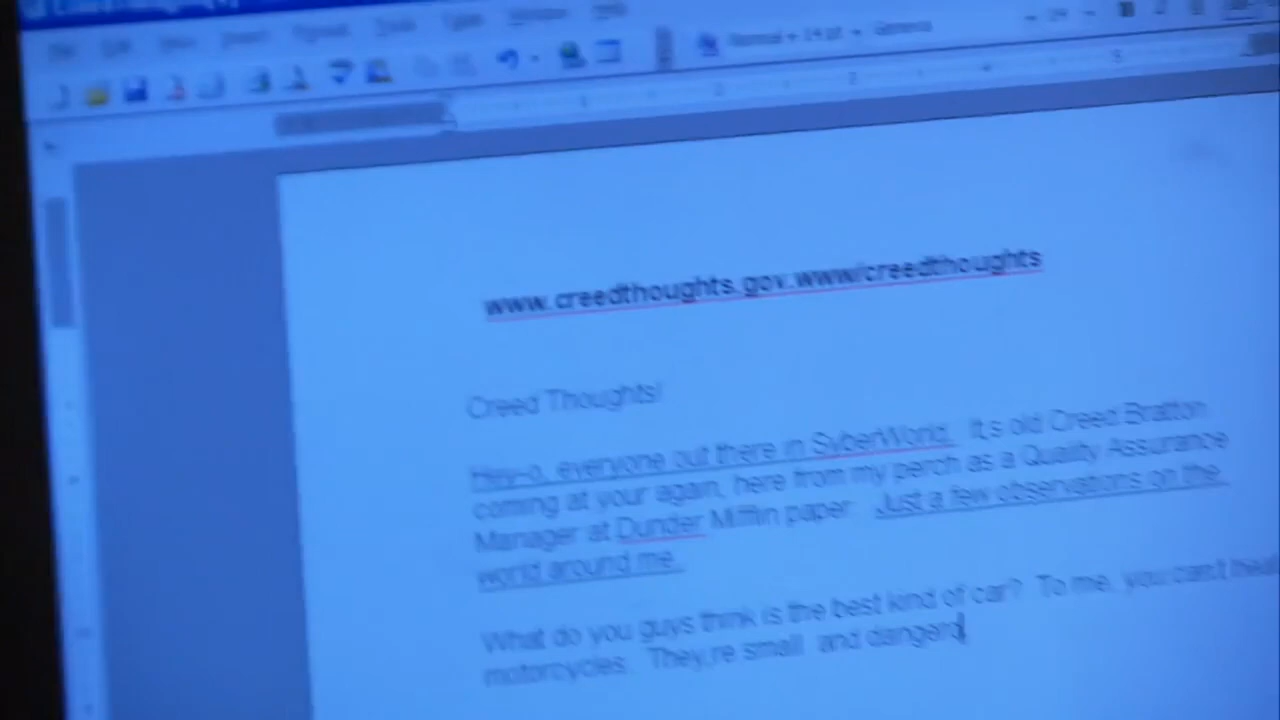 www.creedthoughts.gov.www/creedthoughts
Creed Thoughts!
Hey-o, everyone out there in SyberWorld. It,s old Creed Bratton
coming at your again, here from my perch as a Quality Assurance
Manager at Dunder Mifflin paper. Just a few observations on the
world around me.
What do you guys think is the best kind of car? To me, you can't beat
motorcycles. They,re small and dangero